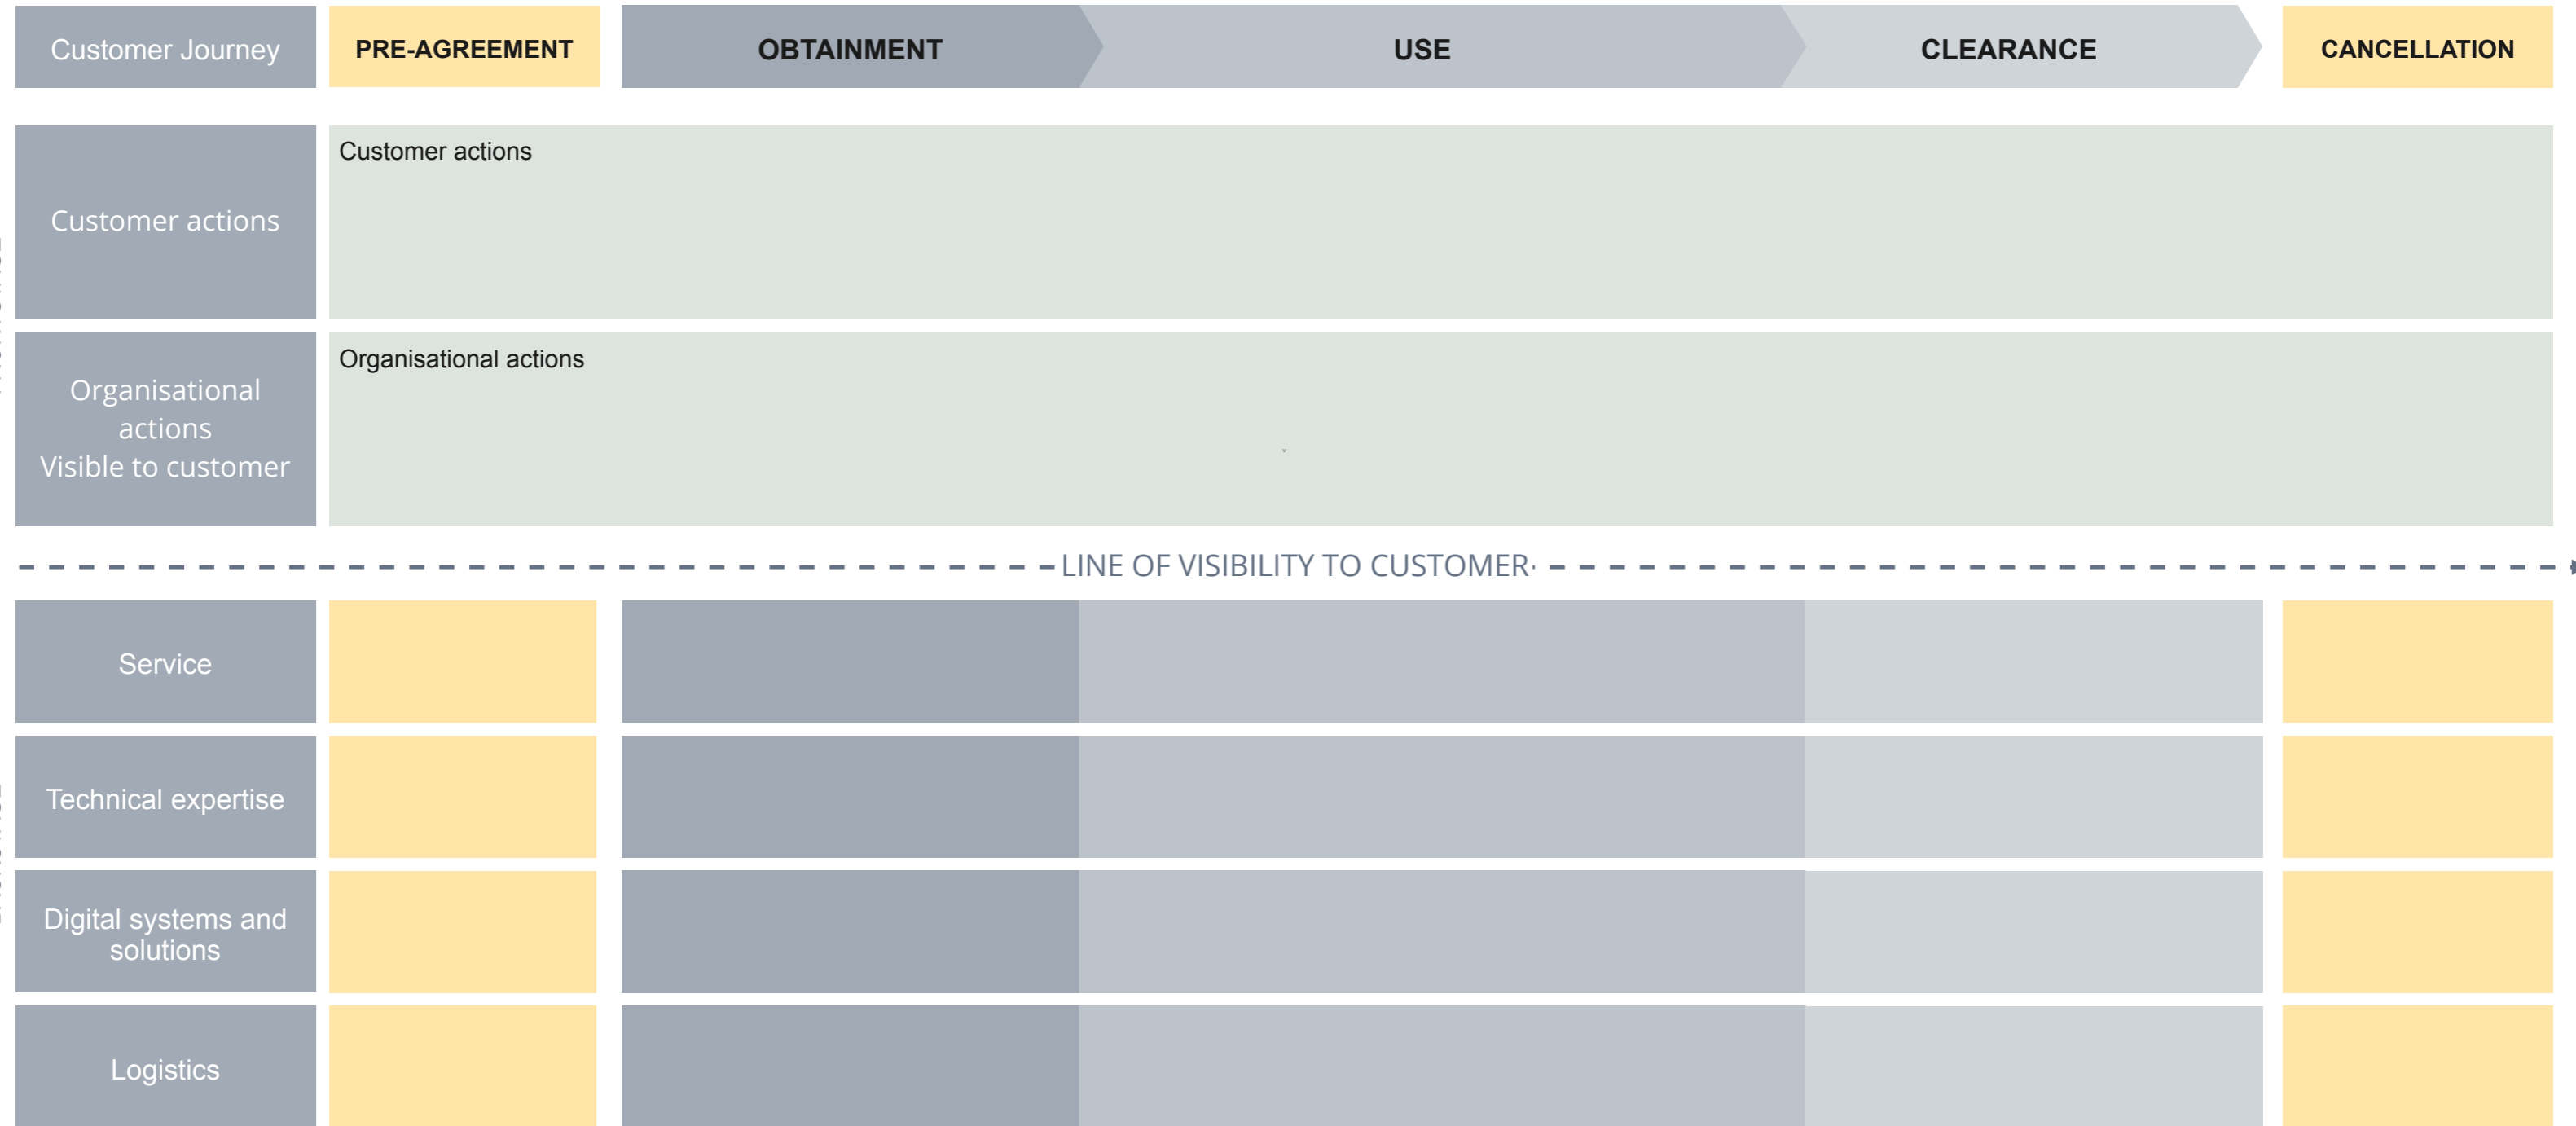 Customer Journey
PRE-AGREEMENT
OBTAINMENT
USE
CLEARANCE
CANCELLATION
Customer actions
Customer actions
Organisational
actions
Visible to customer
Organisational actions
LINE OF VISIBILITY TO CUSTOMER
Service
Technical expertise
Digital systems and
solutions
Logistics